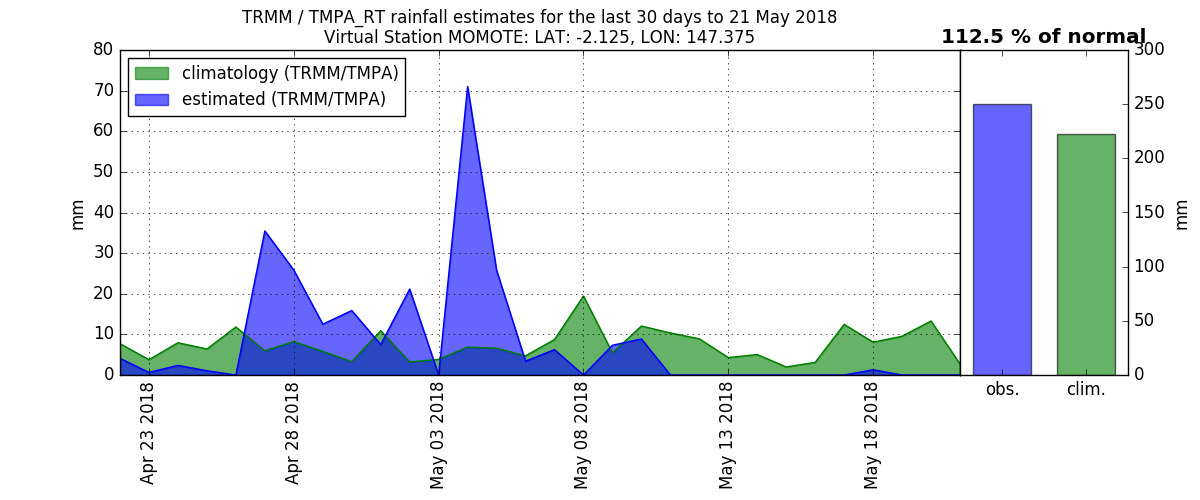 TRMM / TMPA_RT rainfall estimates for the last 30 days to 21 May 2018
Virtual Station MOMOTE: LAT: -2.125, LON: 147.375
112.5 % of normal
climatology (TRMM/TMPA)
estimated (TRMM/TMPA)
80
70
60
50
40
30
20
10
0
mm
Apr 23 2018
Apr 28 2018
May 03 2018
May 08 2018
May 13 2018
May 18 2018
obs.
clim.
300
250
200
150
100
50
0
mm